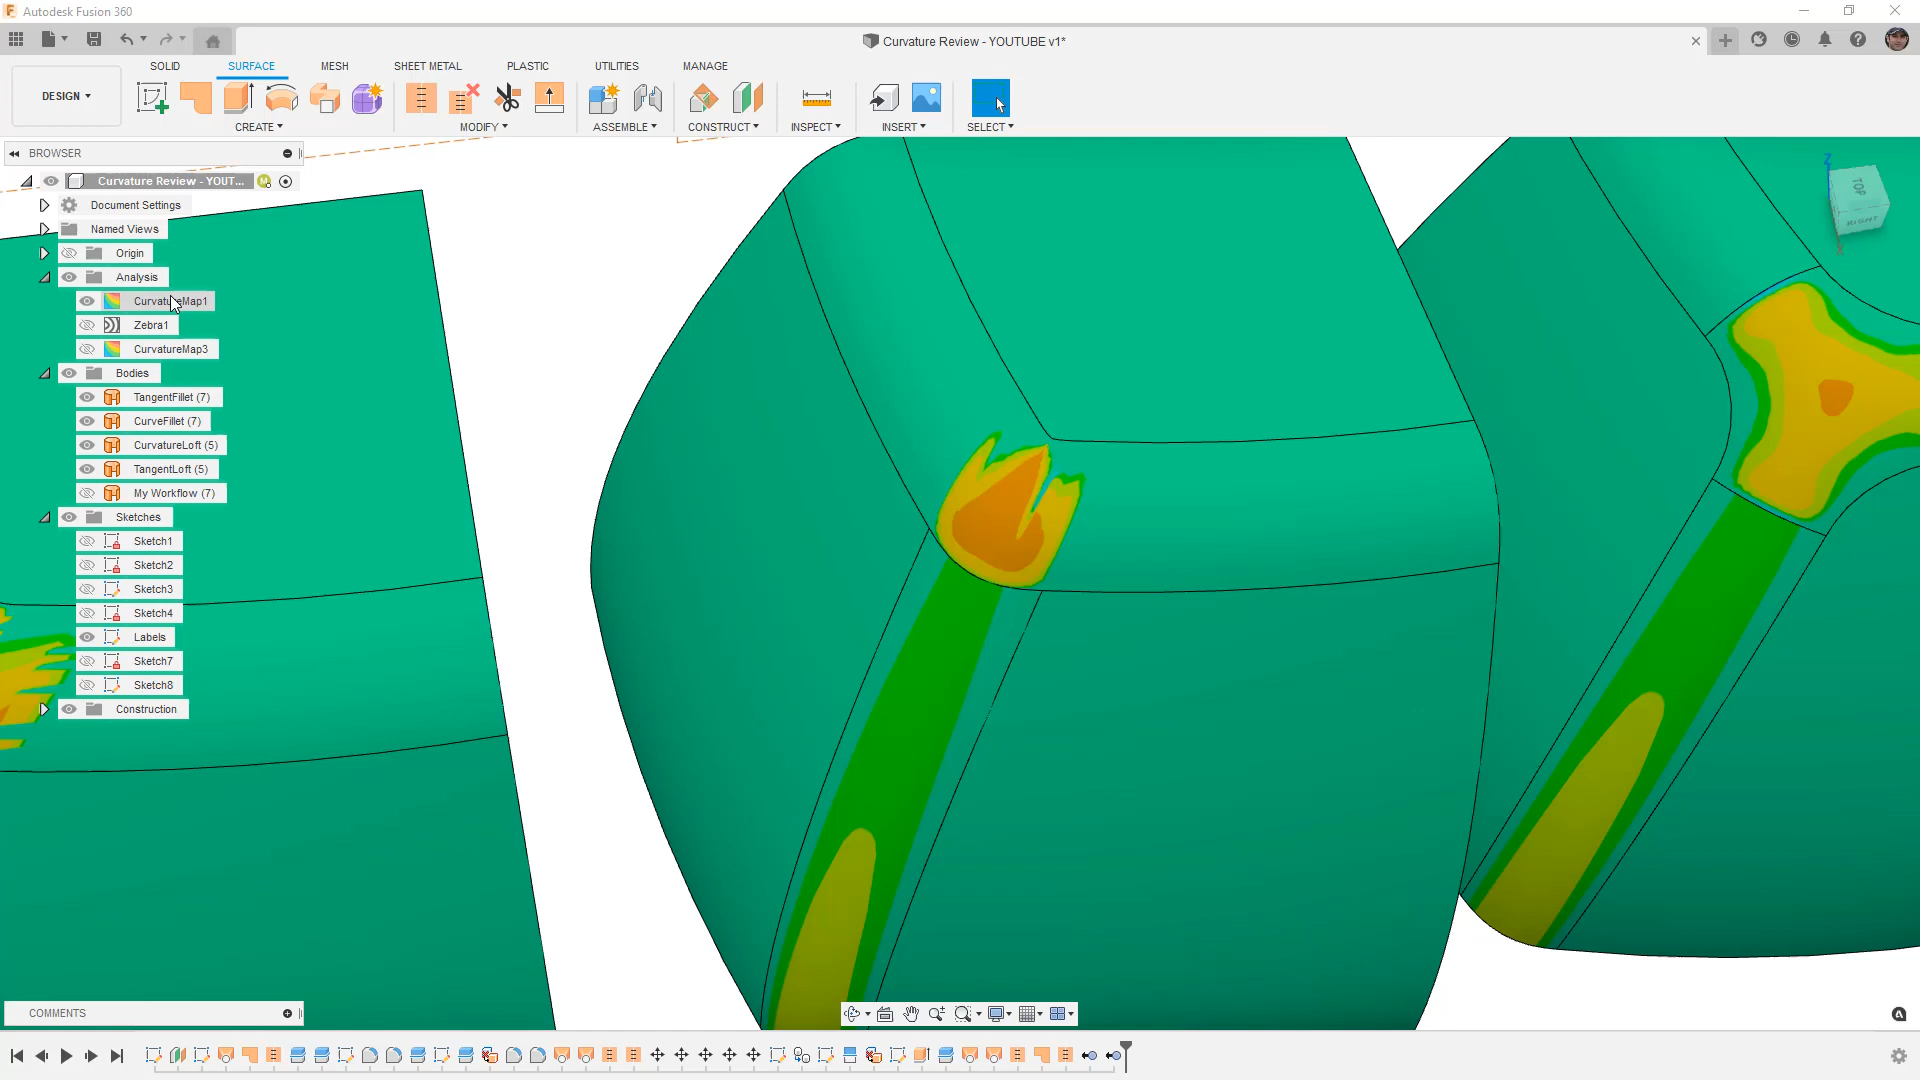 Autodesk Fusion 360
Curvature Review - YOUTUBE v1*
DESIGN
SOLID
SURFACE
MESH
SHEET METAL
PLASTIC
UTILITIES
MANAGE
CREATE
MODIFY
ASSEMBLE
CONSTRUCT
INSPECT
INSERT
SELECT
BROWSER
Curvature Review - YOUT...
Document Settings
Named Views
Origin
Analysis
CurvatureMap1
Zebra1
CurvatureMap3
Bodies
TangentFillet (7)
CurveFillet (7)
CurvatureLoft (5)
TangentLoft (5)
My Workflow (7)
Sketches
Sketch1
Sketch2
Sketch3
Sketch4
Labels
Sketch7
Sketch8
Construction
Z
TOP
RIGHT
COMMENTS